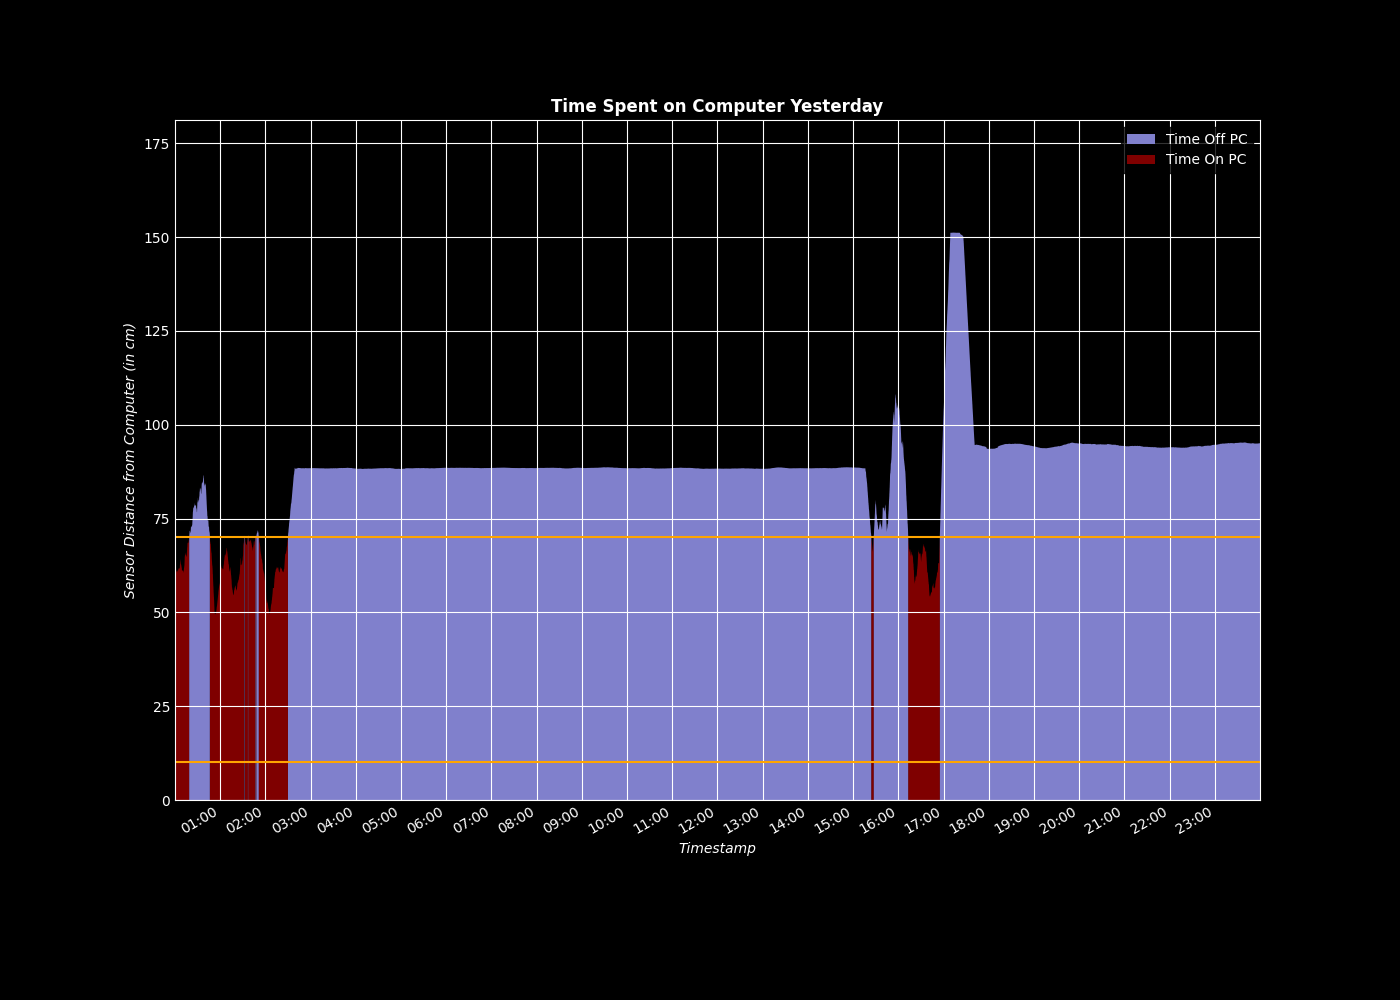 Time Spent on Computer Yesterday
Time Off PC
Time On PC
Sensor Distance from Computer (in cm)
175
150
125
100
75
50
25
0
01:00 02:00 03:00 04:00 05:00 06:00 07:00 08:00 09:00 10:00 11:00 12:00 13:00 14:00 15:00 16:00 17:00 18:00 19:00 20:00 21:00 22:00 23:00
Timestamp